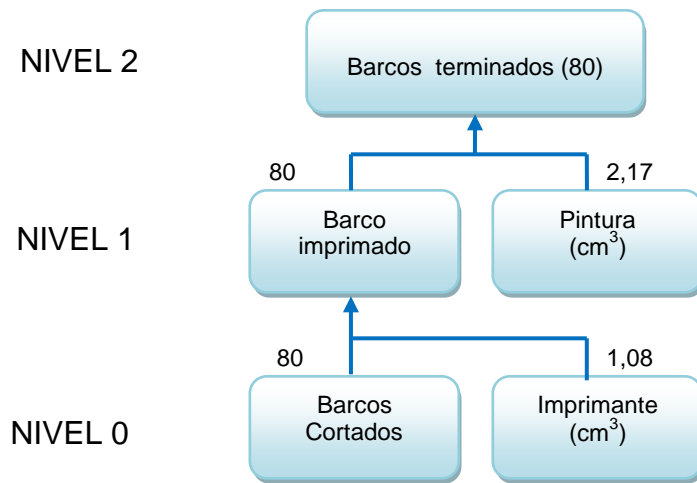 NIVEL 2
Barcos terminados (80)
80
2,17
NIVEL 1
Barco
imprimado
Pintura
(cm³)
80
1,08
NIVEL 0
Barcos
Cortados
Imprimante
(cm³)